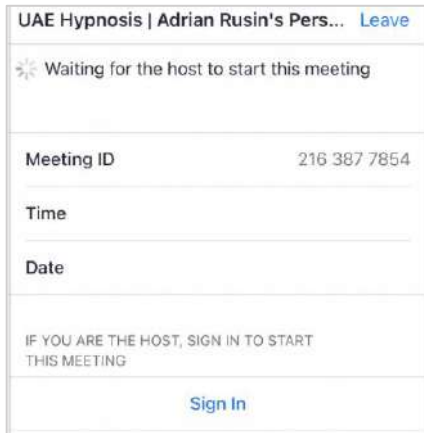 UAE Hypnosis | Adrian Rusin's Pers... Leave
Waiting for the host to start this meeting
Meeting ID 216 387 7854
Time
Date
IF YOU ARE THE HOST, SIGN IN TO START
THIS MEETING
Sign In